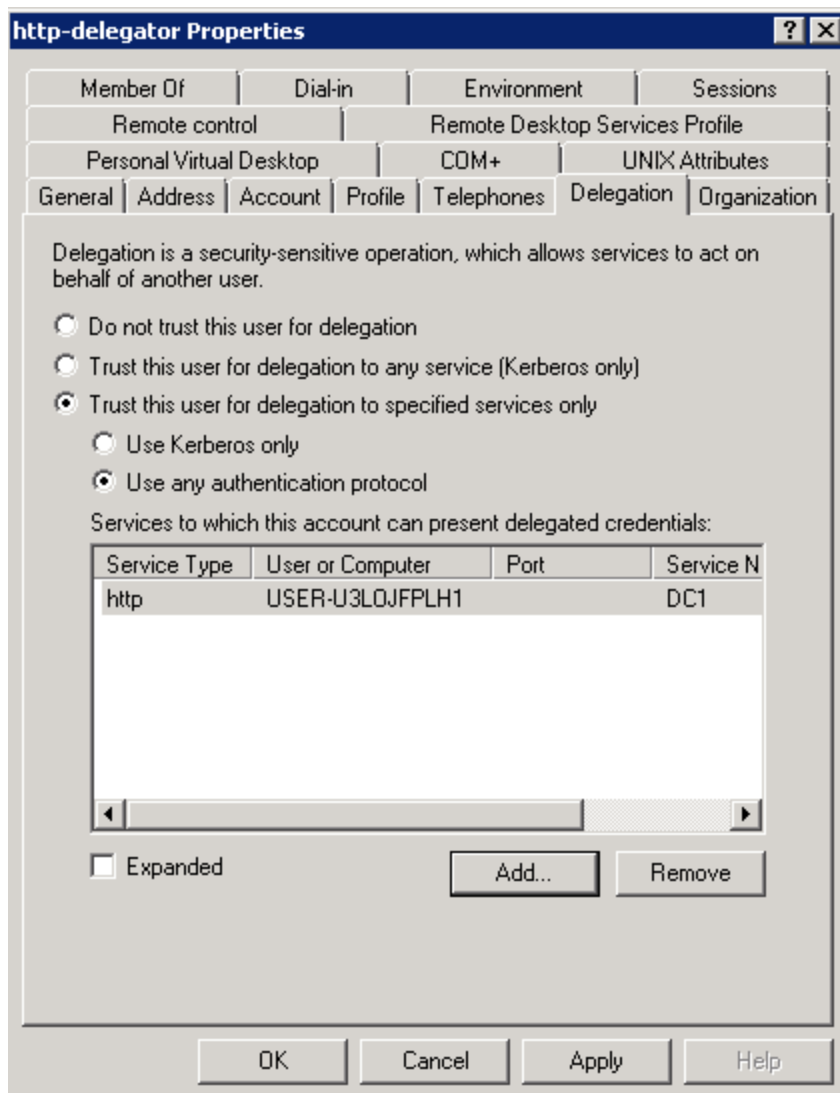 http-delegator Properties
Member Of Dial-in Environment Sessions
Remote control Remote Desktop Services Profile
Personal Virtual Desktop COM+ UNIX Attributes
General Address Account Profile Telephones Delegation Organization
Delegation is a security-sensitive operation, which allows services to act on
behalf of another user.
Do not trust this user for delegation
Trust this user for delegation to any service (Kerberos only)
Trust this user for delegation to specified services only
Use Kerberos only
Use any authentication protocol
Services to which this account can present delegated credentials:
Service Type User or Computer Port Service N
http USER-U3LOJFPLH1 DC1
Expanded Add... Remove
OK Cancel Apply Help